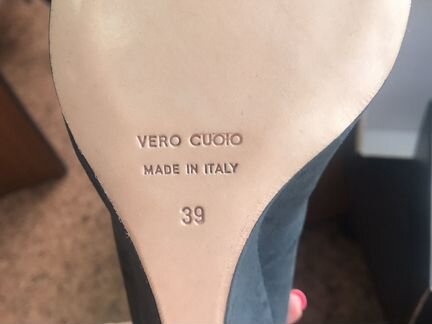 VERO CUOIO
MADE IN ITALY
39